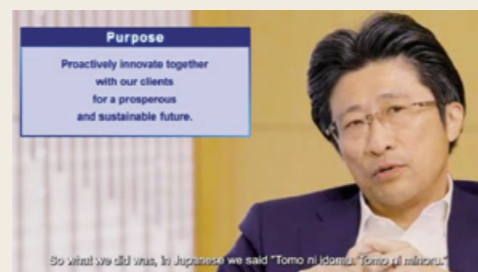 Purpose
Proactively innovate together
with our clients
for a prosperous
and sustainable future.
So what we did was, in Japanese we said "Tomo ni idomu. Tomo ni minoru."